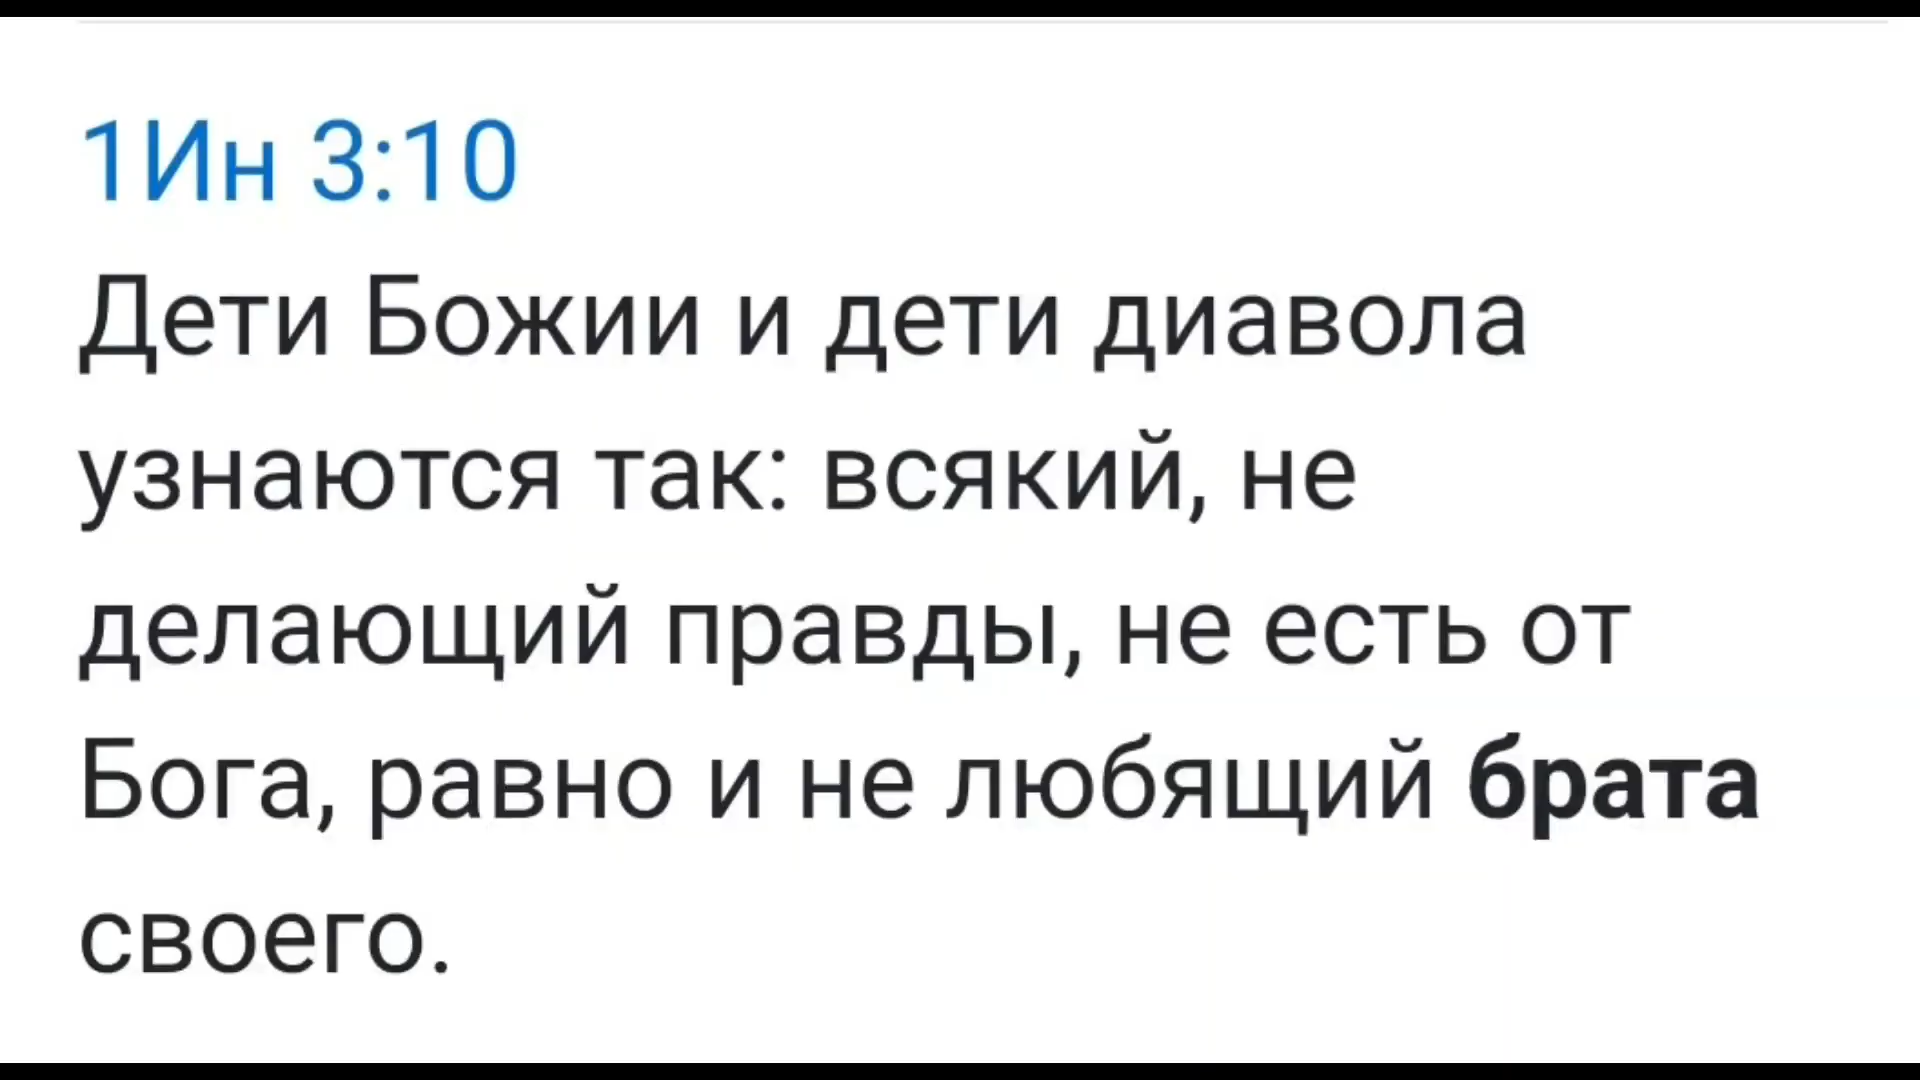 1Ин 3:10
Дети Божии и дети диавола
узнаются так: всякий, не
делающий правды, не есть от
Бога, равно и не любящий брата
своего.